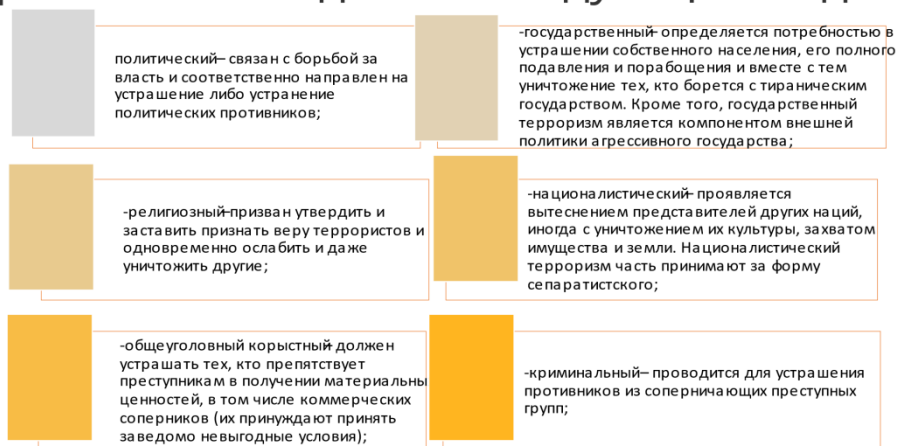 политический– связан с борьбой за
власть и соответственно направлен на
устрашение либо устранение
политических противников;
-государственный– определяется потребностью в
устрашении собственного населения, его полного
подавления и порабощения и вместе с тем
уничтожение тех, кто борется с тираническим
государством. Кроме того, государственный
терроризм является компонентом внешней
политики агрессивного государства;
-религиозный–призван утвердить и
заставить признать веру террористов и
одновременно ослабить и даже
уничтожить другие;
-националистический– проявляется
вытеснением представителей других наций,
иногда с уничтожением их культуры, захватом
имущества и земли. Националистический
терроризм часть принимают за форму
сепаратистского;
-общеуголовный корыстный– должен
устрашать тех, кто препятствует
преступникам в получении материальны
ценностей, в том числе коммерческих
соперников (их принуждают принять
заведомо невыгодные условия);
-криминальный– проводится для устрашения
противников из соперничающих преступных
групп;